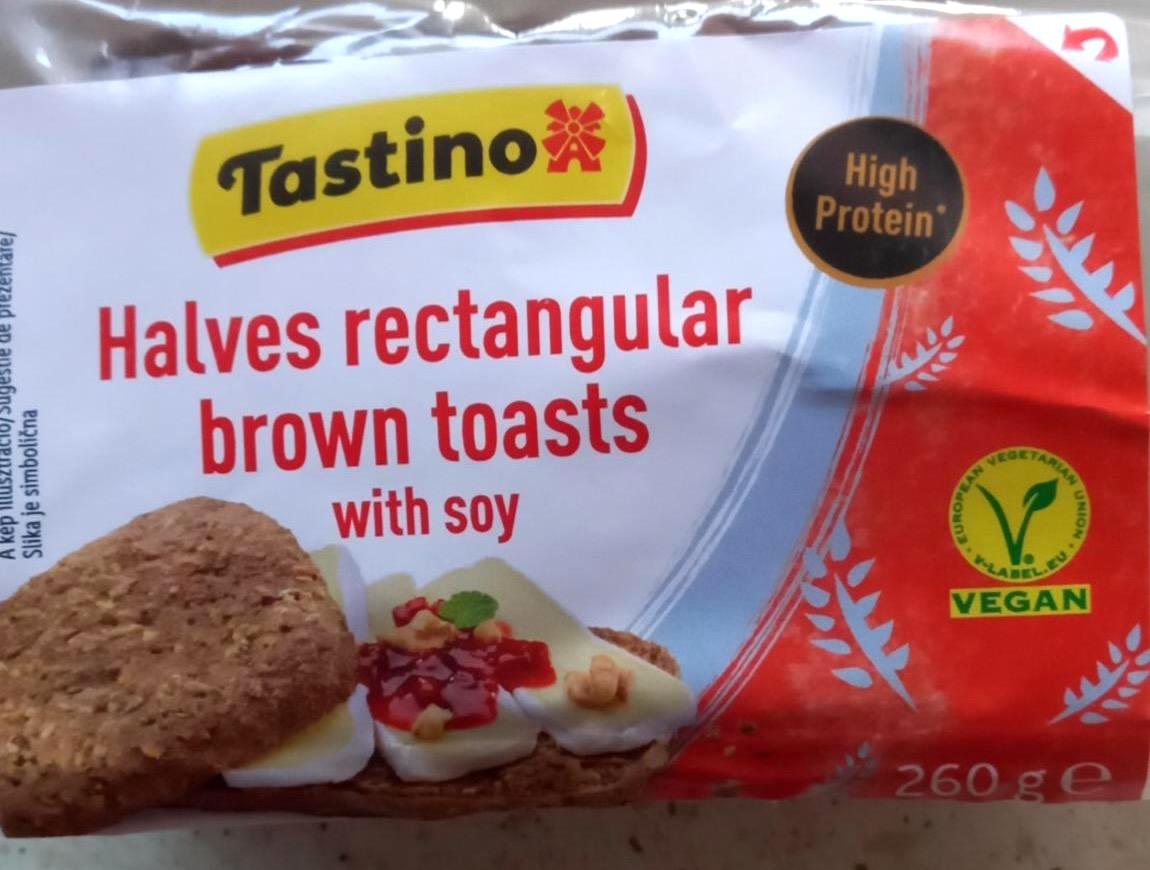 Tastino
High
Protein*
Halves rectangular
brown toasts
with soy
A kép illusztráció/Sugestie de prezentare/
Slika je simbolična
EUROPEAN VEGETARIAN UNION
V-LABEL.EU
VEGAN
260 g e